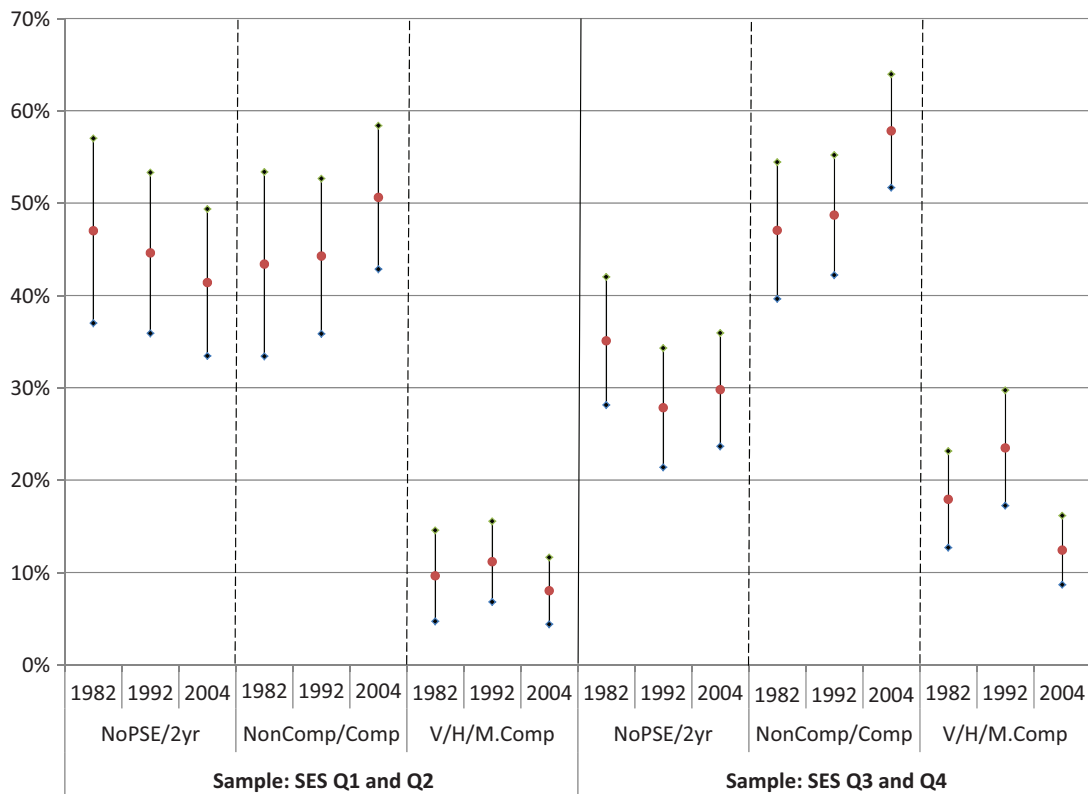 70%
60%
50%
40%
30%
20%
10%
0%
1982 1992 2004 1982 1992 2004 1982 1992 2004 1982 1992 2004 1982 1992 2004 1982 1992 2004
NoPSE/2yr NonComp/Comp V/H/M.Comp NoPSE/2yr NonComp/Comp V/H/M.Comp
Sample: SES Q1 and Q2 Sample: SES Q3 and Q4